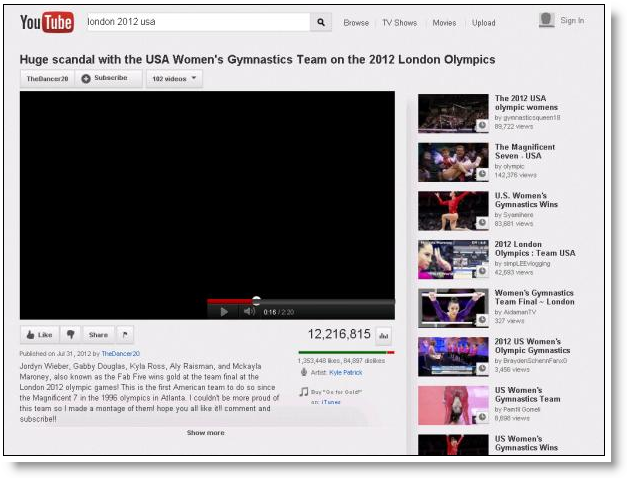 YouTube
london 2012 usa
Browse | TV Shows | Movies | Upload
Sign In
Huge scandal with the USA Women's Gymnastics Team on the 2012 London Olympics
TheDancer20
Subscribe
102 videos
0:16 / 2:20
Like
Share
12,216,815
Published on Jul 31, 2012 by TheDancer20
Jordyn Wieber, Gabby Douglas, Kyla Ross, Aly Raisman, and Mckayla
Maroney, also known as the Fab Five wins gold at the team final at the
London 2012 olympic games! This is the first American team to do so since
the Magnificent 7 in the 1996 olympics in Atlanta. I couldn't be more proud of
this team so I made a montage of them! hope you all like it!! comment and
subscribe!!
1,353,448 likes, 84,897 dislikes
Artist: Kyle Patrick
Buy "Go for Gold!"
on: iTunes
Show more
The 2012 USA
olympic womens
by gymnasticsqueen18
89,722 views
The Magnificent
Seven - USA
by olympic
142,376 views
U.S. Women's
Gymnastics Wins
by Syamihere
83,881 views
2012 London
Olympics : Team USA
by simpLEEvlogging
42,693 views
Women's Gymnastics
Team Final ~ London
by AidamanTV
327 views
2012 US Women's
Olympic Gymnastics
by BraydenSchennFanxO
3,456 views
US Women's
Gymnastics Team
by Pamill Gomeli
8,698 views
US Women's
Gymnastics Wins